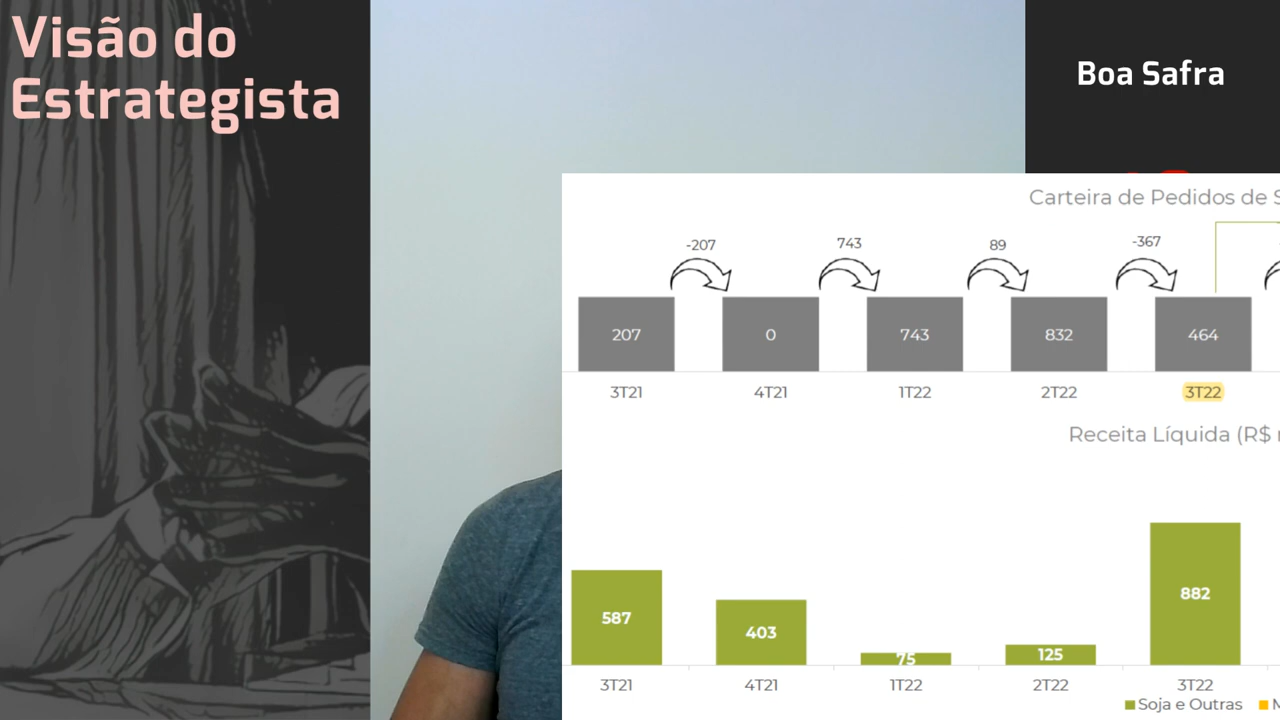 Visão do
Estrategista
Boa Safra
Carteira de Pedidos de S
-207
743
89
-367
207
0
743
832
464
3T21
4T21
1T22
2T22
3T22
Receita Líquida (R$
587
403
75
125
882
3T21
4T21
1T22
2T22
3T22
Soja e Outras